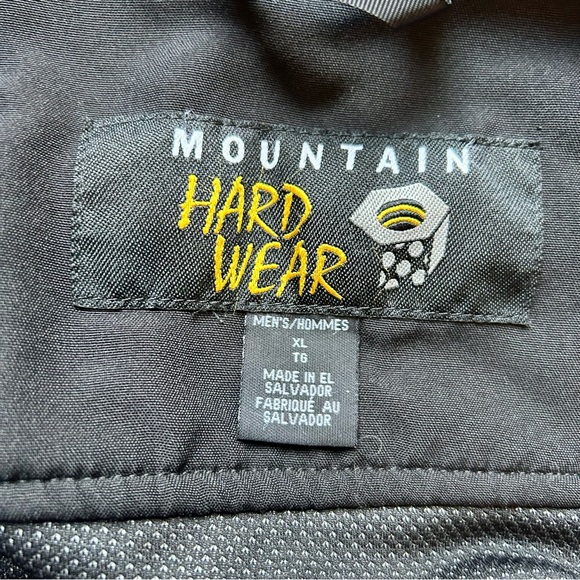 MOUNTAIN
HARD
WEAR
MEN'S/HOMMES
XL
TG
MADE IN EL
SALVADOR
FABRIQUÉ AU
SALVADOR